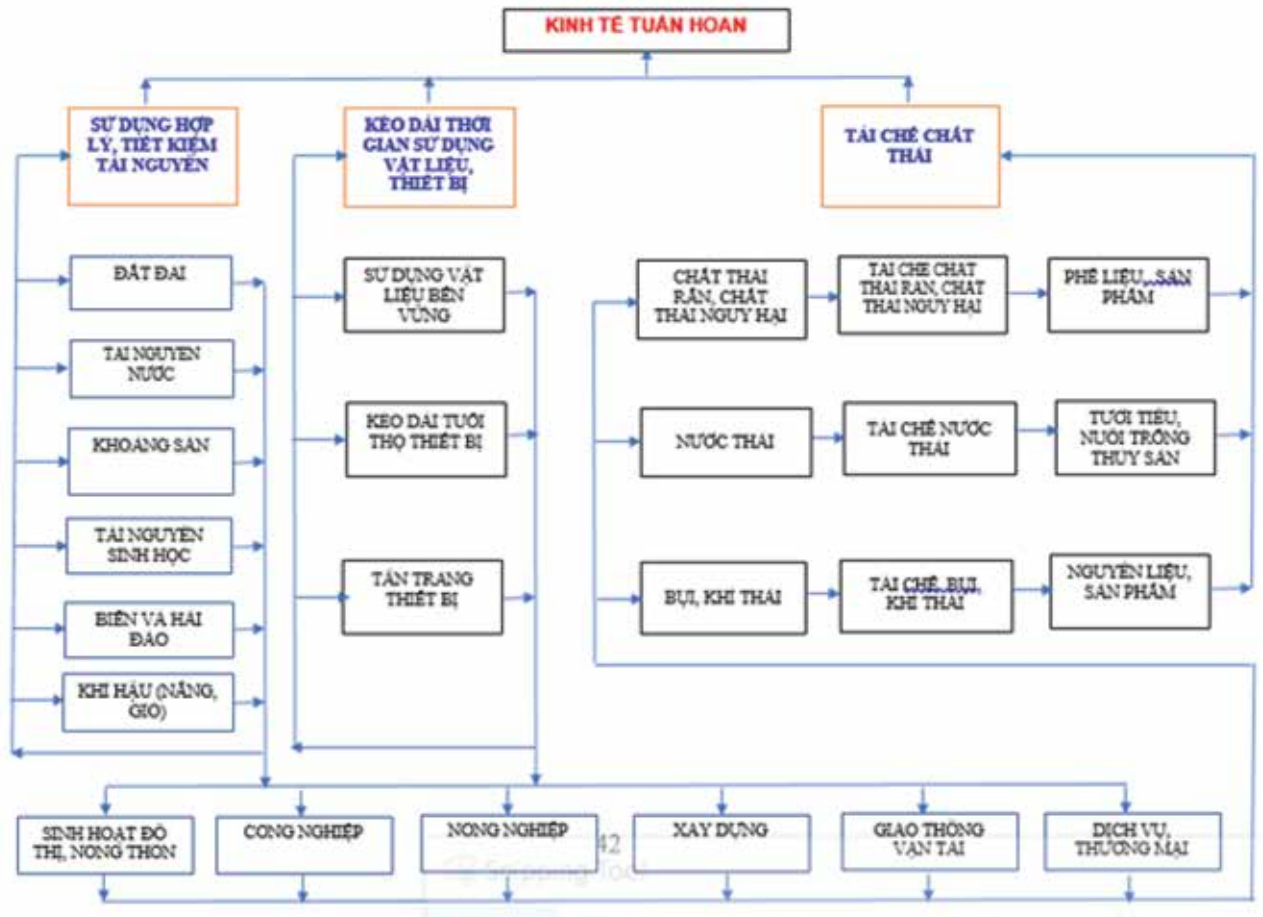 KINH TẾ TUẦN HOÀN
SỬ DỤNG HỢP
LÝ, TIẾT KIỆM
TÀI NGUYÊN
KÉO DÀI THỜI
GIAN SỬ DỤNG
VẬT LIỆU,
THIẾT BỊ
TÁI CHẾ CHẤT
THẢI
ĐẤT ĐAI
SỬ DỤNG VẬT
LIỆU BỀN
VỮNG
CHẤT THẢI
RẮN, CHẤT
THẢI NGUY HẠI
TÁI CHẾ CHẤT
THẢI RẮN, CHẤT
THẢI NGUY HẠI
PHẾ LIỆU, SẢN
PHẨM
TÀI NGUYÊN
NƯỚC
KHOÁNG SẢN
KÉO DÀI TUỔI
THỌ THIẾT BỊ
NƯỚC THẢI
TÁI CHẾ NƯỚC
THẢI
TƯỚI TIÊU,
NUÔI TRỒNG
THỦY SẢN
TÀI NGUYÊN
SINH HỌC
TÂN TRANG
THIẾT BỊ
BỤI, KHÍ THẢI
TÁI CHẾ, BỤI,
KHÍ THẢI
NGUYÊN LIỆU,
SẢN PHẨM
BIỂN VÀ HẢI
ĐẢO
KHÍ HẬU (NẮNG,
GIÓ)
SINH HOẠT ĐÔ
THỊ, NÔNG THÔN
CÔNG NGHIỆP
NÔNG NGHIỆP
42
XÂY DỰNG
GIAO THÔNG
VẬN TẢI
DỊCH VỤ,
THƯƠNG MẠI
Snipping Tool